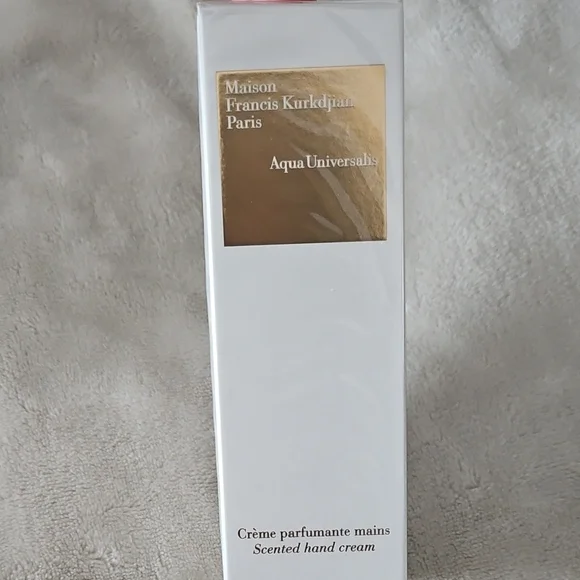 Maison
Francis Kurkdjian
Paris
Aqua Universalis
Crème parfumante mains
Scented hand cream